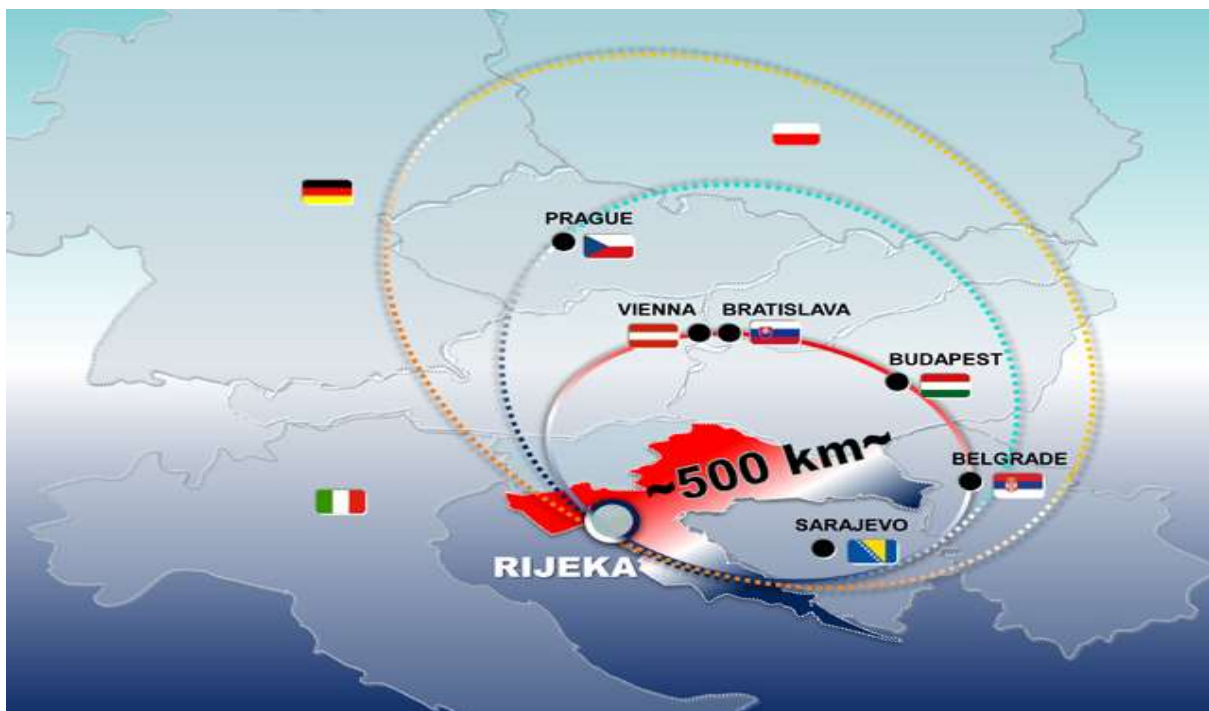 PRAGUE
VIENNA
BRATISLAVA
BUDAPEST
~500 km~
BELGRADE
SARAJEVO
RIJEKA